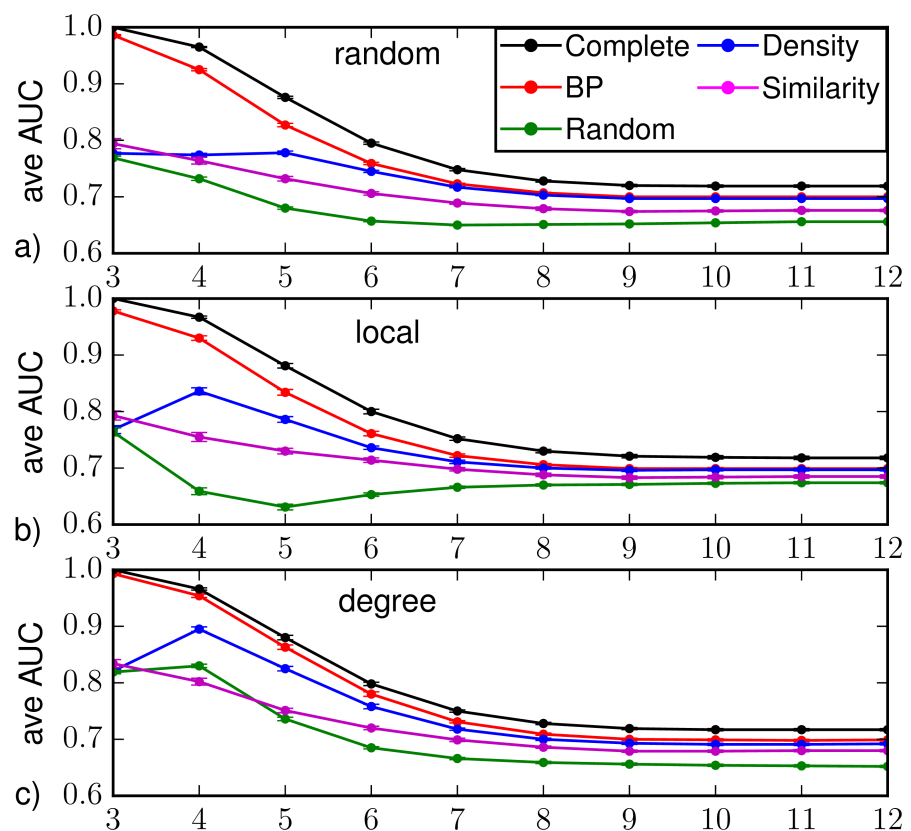 1.0
random
Complete
Density
0.9
BP
Similarity
ave AUC
0.8
Random
0.7
a)
0.6
3 4 5 6 7 8 9 10 11 12
1.0
local
0.9
ave AUC
0.8
0.7
b)
0.6
3 4 5 6 7 8 9 10 11 12
1.0
degree
0.9
ave AUC
0.8
0.7
c)
0.6
3 4 5 6 7 8 9 10 11 12